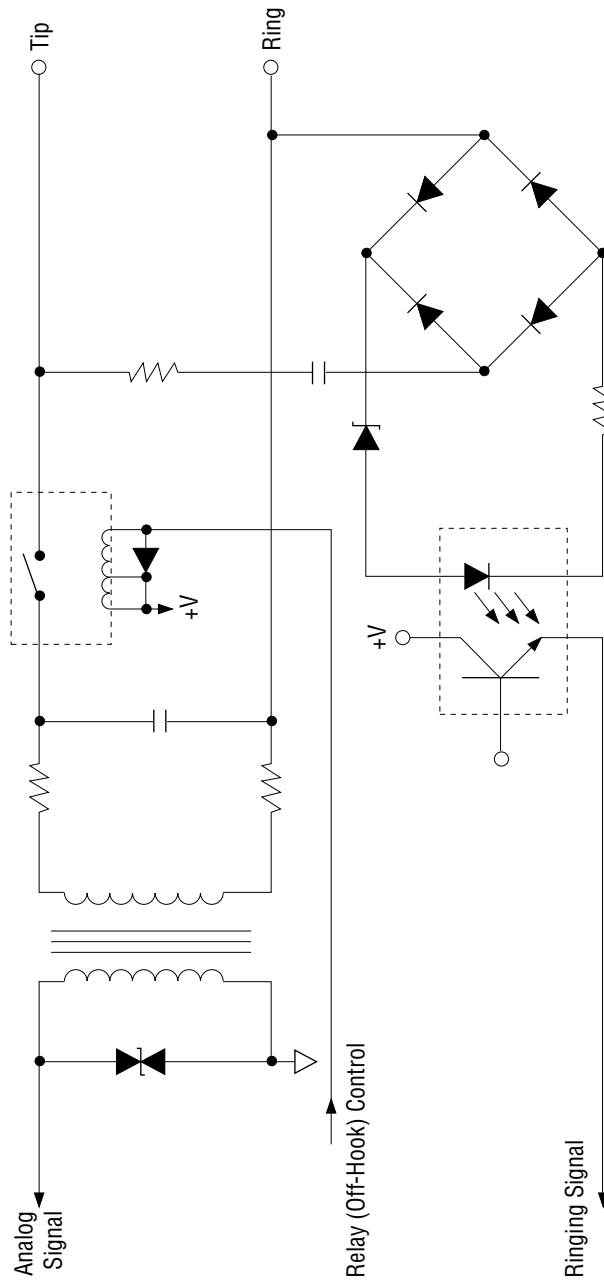 Tip
Ring
+V
+V
Analog
Signal
Relay (Off-Hook) Control
Ringing Signal